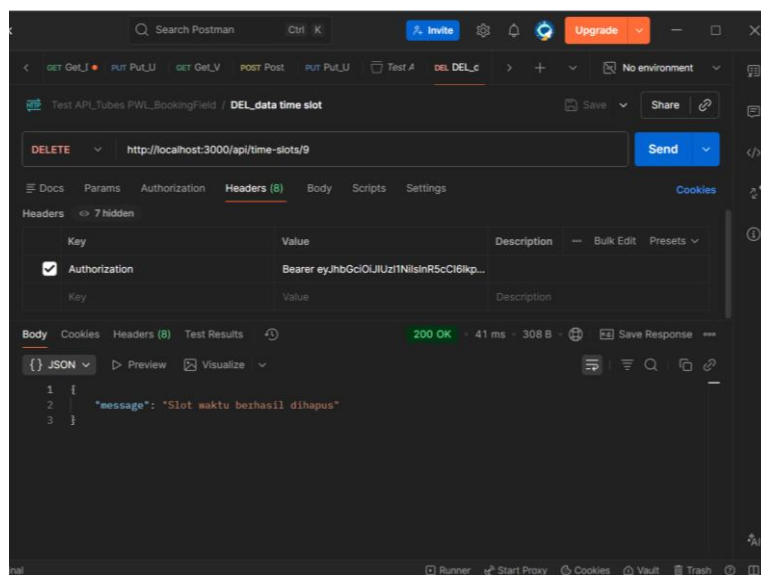 Search Postman Ctrl K Invite Upgrade
GET Get_I PUT Put_U GET Get_V POST Post PUT Put_U Test A DEL DEL_c No environment
HTTP Test API_Tubes PWL_BookingField / DEL_data time slot Save Share
DELETE http://localhost:3000/api/time-slots/9 Send
Docs Params Authorization Headers (8) Body Scripts Settings Cookies
Headers 7 hidden
Key Value Description Bulk Edit Presets
Authorization Bearer eyJhbGciOiJIUzI1NiIsInR5cCI6Ikp...
Key Value Description
Body Cookies Headers (8) Test Results 200 OK 41 ms 308 B Save Response
{} JSON Preview Visualize
1 {
2 "message": "Slot waktu berhasil dihapus"
3 }
AI
nal Runner Start Proxy Cookies Vault Trash